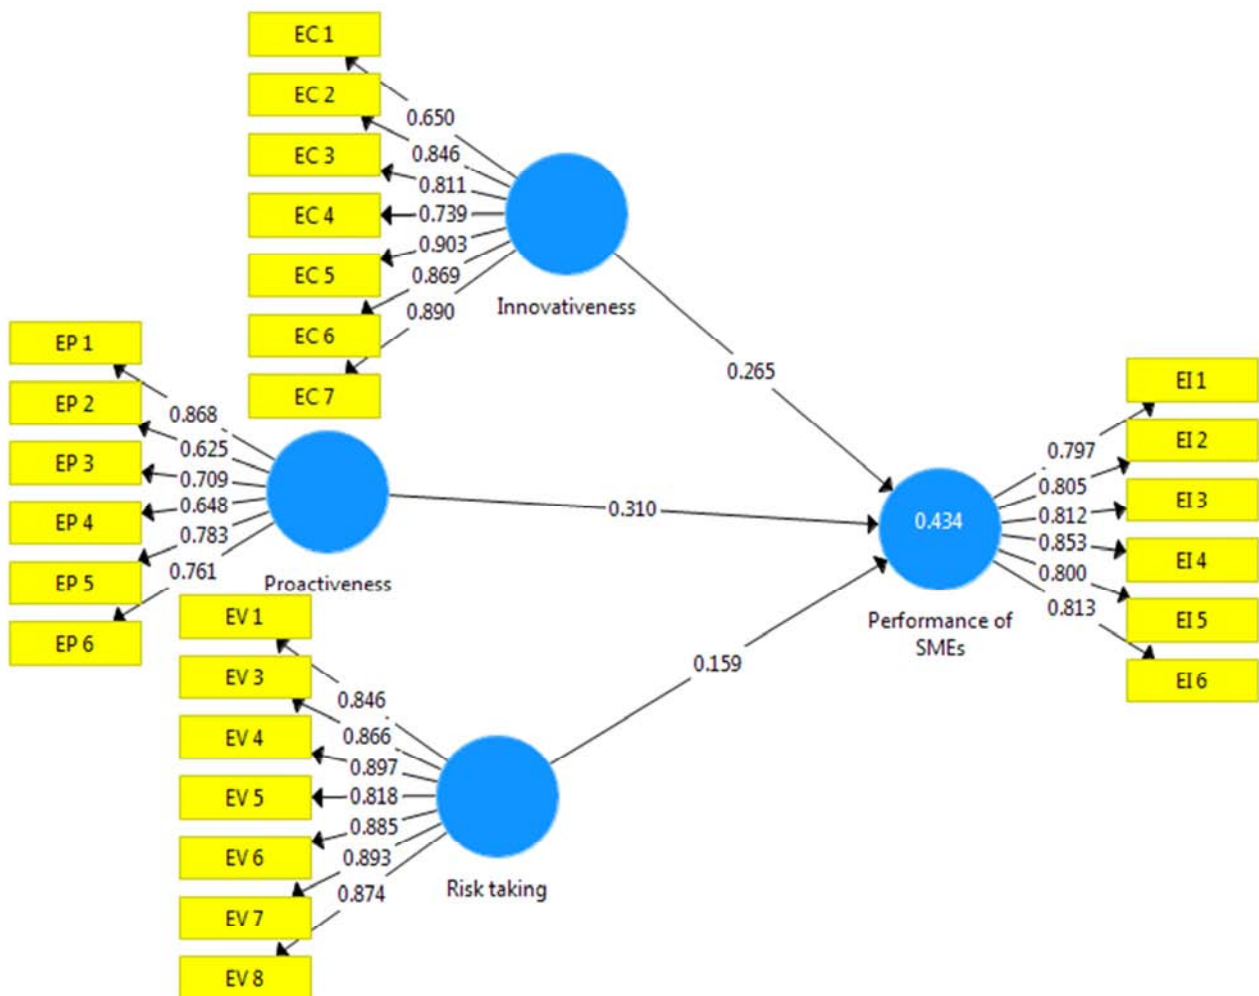 EC 1
EC 2
EC 3
EC 4
EC 5
EC 6
EC 7
0.650
0.846
0.811
0.739
0.903
0.869
0.890
Innovativeness
0.265
EP 1
EP 2
EP 3
EP 4
EP 5
EP 6
0.868
0.625
0.709
0.648
0.783
0.761
Proactiveness
0.310
EV 1
EV 3
EV 4
EV 5
EV 6
EV 7
EV 8
0.846
0.866
0.897
0.818
0.885
0.893
0.874
Risk taking
0.159
0.434
Performance of
SMEs
0.797
0.805
0.812
0.853
0.800
0.813
EI 1
EI 2
EI 3
EI 4
EI 5
EI 6